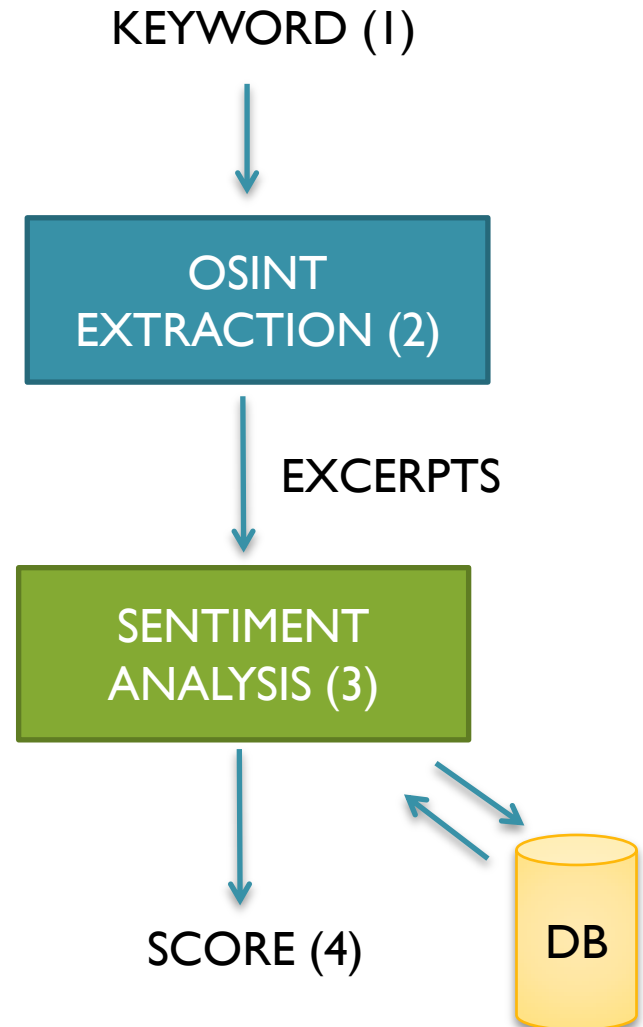 KEYWORD (1)
OSINT
EXTRACTION (2)
EXCERPTS
SENTIMENT
ANALYSIS (3)
SCORE (4)
DB